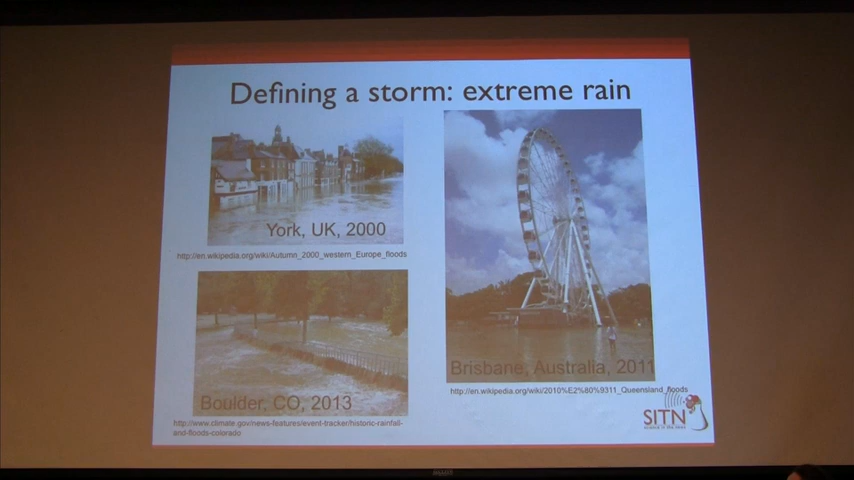 Defining a storm: extreme rain
York, UK, 2000
http://en.wikipedia.org/wiki/Autumn_2000_western_Europe_floods
Boulder, CO, 2013
http://www.climate.gov/news-features/event-tracker/historic-rainfall-
and-floods-colorado
Brisbane, Australia, 2011
http://en.wikipedia.org/wiki/2010%E2%80%9311_Queensland_floods
SITN